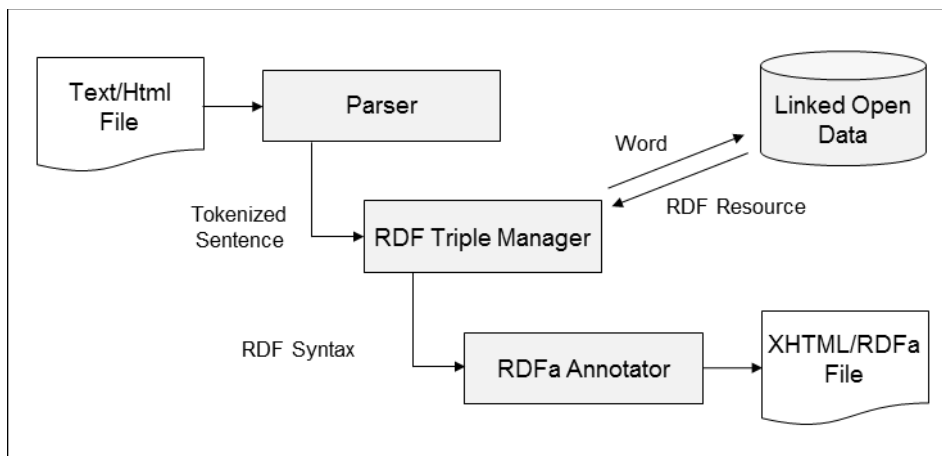 Text/Html
File
Parser
Linked Open
Data
Word
RDF Resource
Tokenized
Sentence
RDF Triple Manager
RDF Syntax
RDFa Annotator
XHTML/RDFa
File